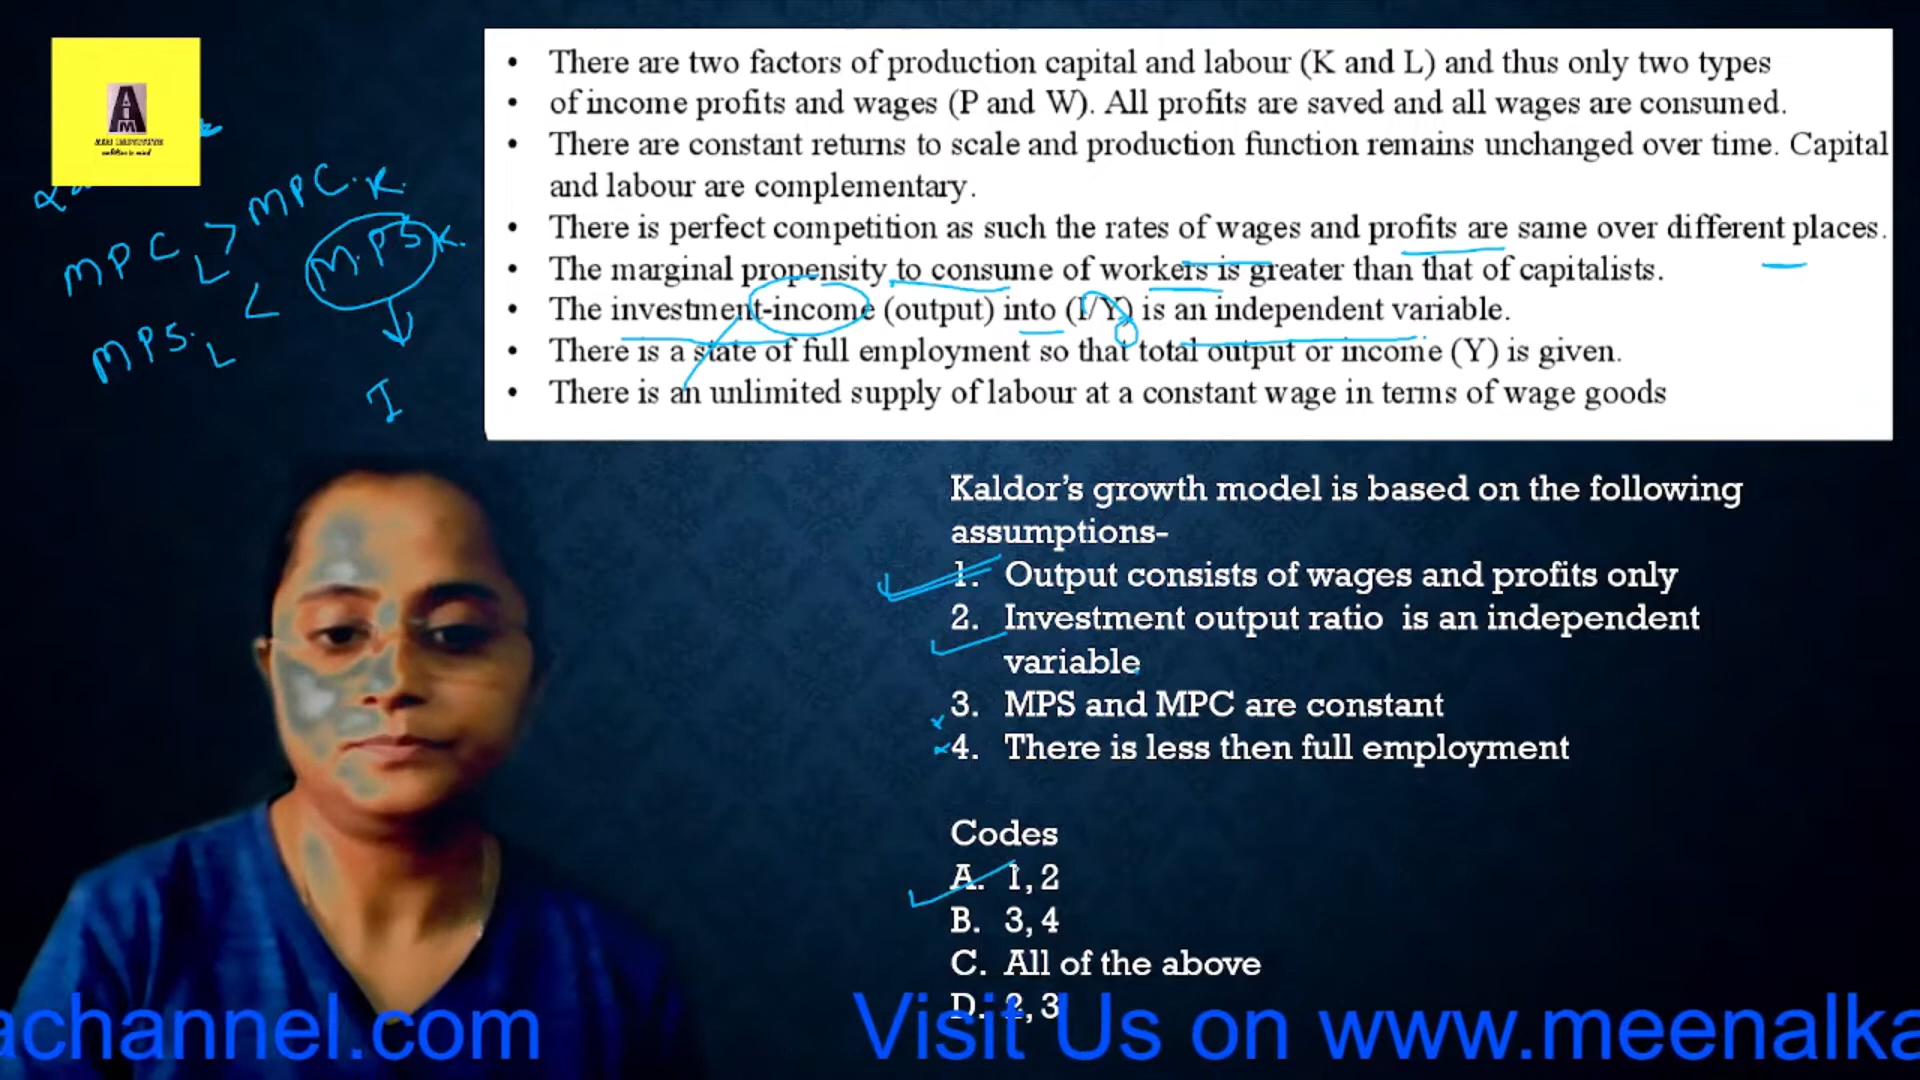 AIM
AIM INSTITUTE
• There are two factors of production capital and labour (K and L) and thus only two types
• of income profits and wages (P and W). All profits are saved and all wages are consumed.
• There are constant returns to scale and production function remains unchanged over time. Capital
and labour are complementary.
• There is perfect competition as such the rates of wages and profits are same over different places.
• The marginal propensity to consume of workers is greater than that of capitalists.
• The investment-income (output) into (I/Y) is an independent variable.
• There is a state of full employment so that total output or income (Y) is given.
• There is an unlimited supply of labour at a constant wage in terms of wage goods
MPC L > MPC.K.
MPS. L < M.PS K.
I
Kaldor's growth model is based on the following
assumptions-
1. Output consists of wages and profits only
2. Investment output ratio is an independent
variable
3. MPS and MPC are constant
4. There is less then full employment
Codes
A. 1, 2
B. 3, 4
C. All of the above
D. 2, 3
achannel.com
Visit Us on www.meenalka